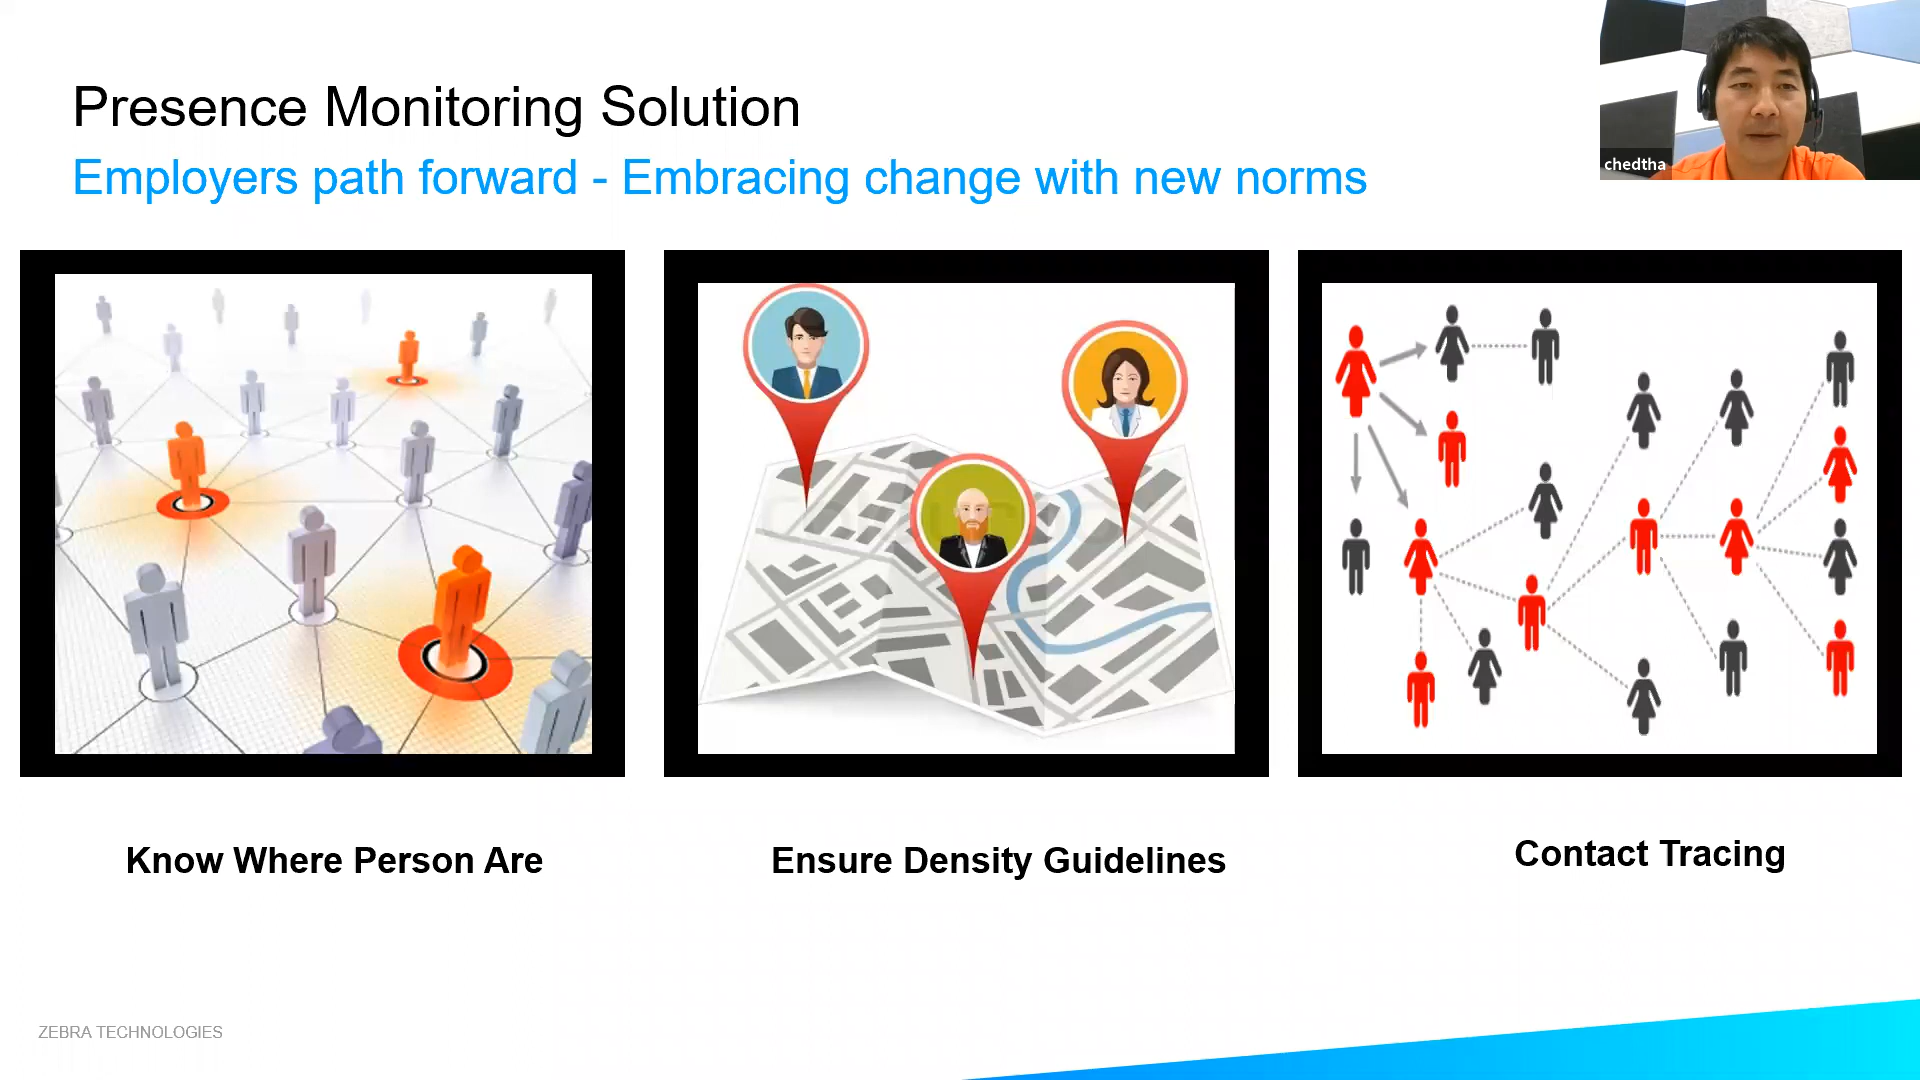 Presence Monitoring Solution
Employers path forward - Embracing change with new norms
chedtha
Know Where Person Are
Ensure Density Guidelines
Contact Tracing
ZEBRA TECHNOLOGIES